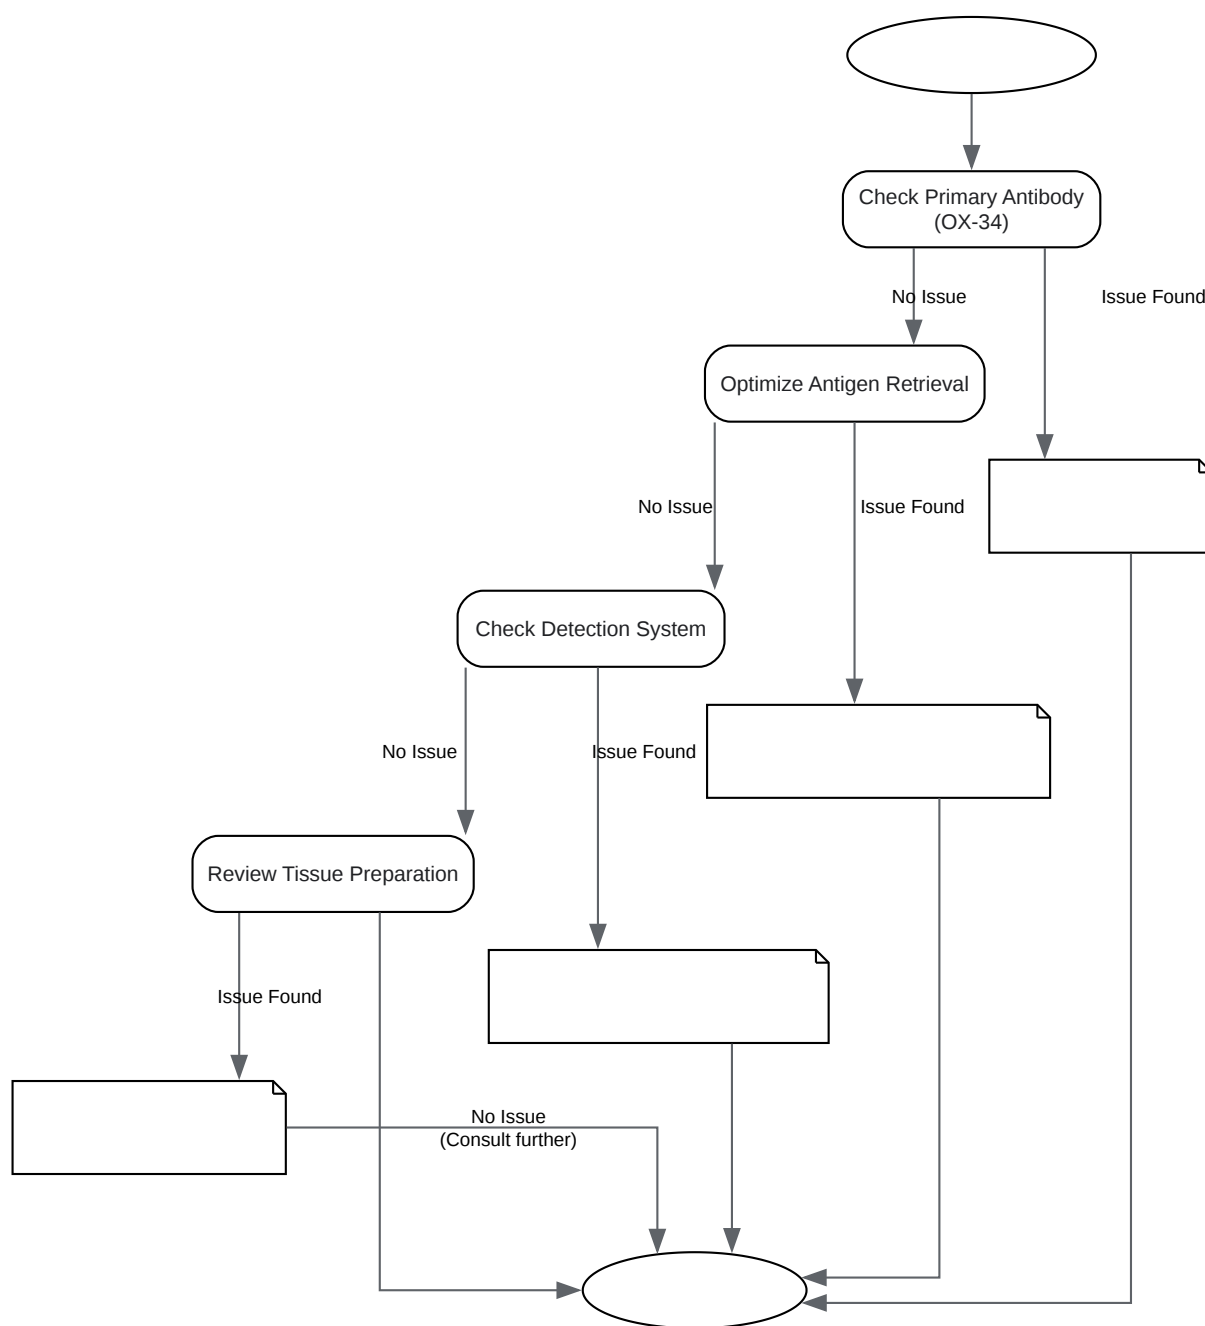 Check Primary Antibody
(OX-34)
No Issue
Issue Found
Optimize Antigen Retrieval
No Issue
Issue Found
Check Detection System
No Issue
Issue Found
Review Tissue Preparation
Issue Found
No Issue
(Consult further)